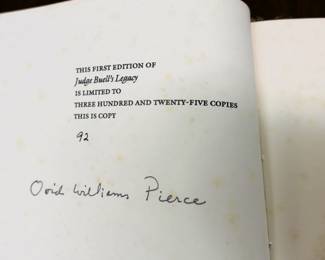 THIS FIRST EDITION OF
Judge Buell's Legacy
IS LIMITED TO
THREE HUNDRED AND TWENTY-FIVE COPIES
THIS IS COPY
92
Ovid Williams Pierce